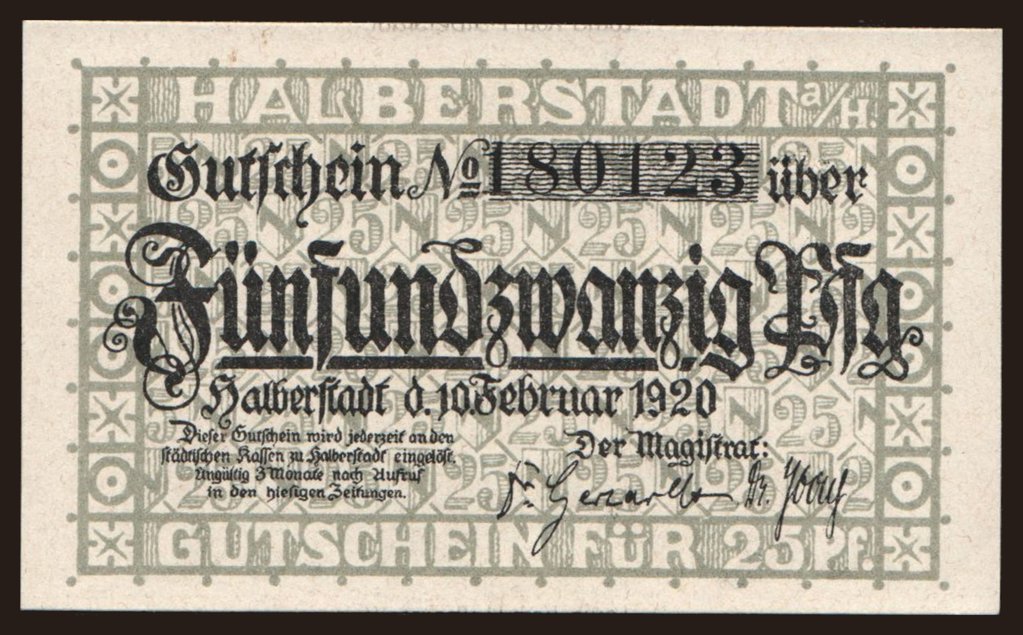 HALBERSTADT a/H.
Gutschein No 180123 über
Fünfundzwanzig Pfg
Halberstadt d. 10. Februar 1920
Dieser Gutschein wird jederzeit an den
städtischen Kassen zu Halberstadt eingelöst.
Ungültig 3 Monate nach Aufruf
in den hiesigen Zeitungen.
Der Magistrat:
GUTSCHEIN FÜR 25 Pf.